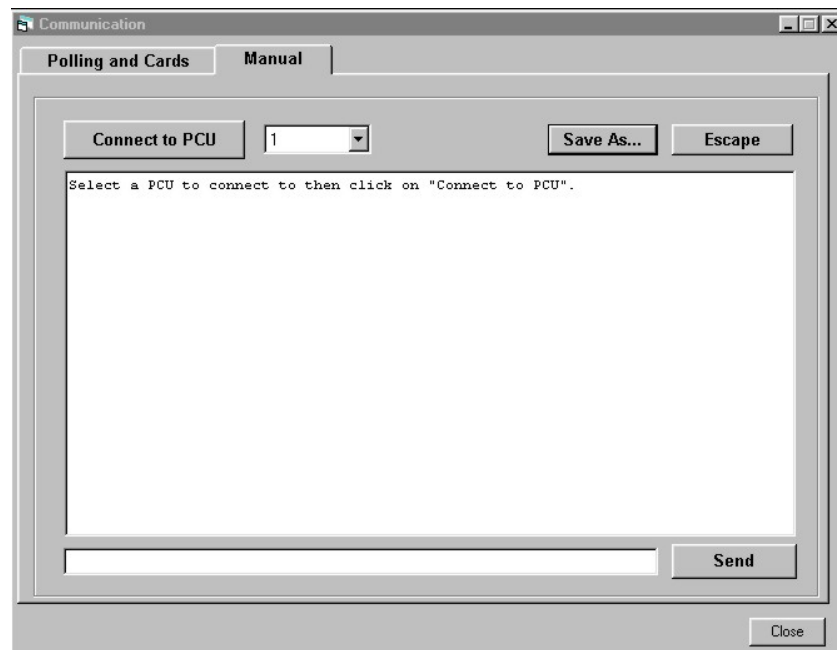 Communication
Polling and Cards Manual
Connect to PCU 1 Save As... Escape
Select a PCU to connect to then click on "Connect to PCU".
Send
Close